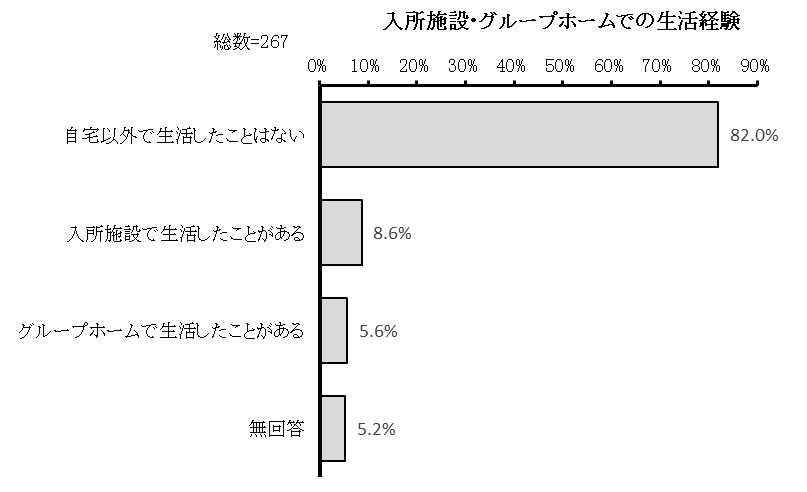 入所施設・グループホームでの生活経験
総数=267
0% 10% 20% 30% 40% 50% 60% 70% 80% 90%
自宅以外で生活したことはない 82.0%
入所施設で生活したことがある 8.6%
グループホームで生活したことがある 5.6%
無回答 5.2%